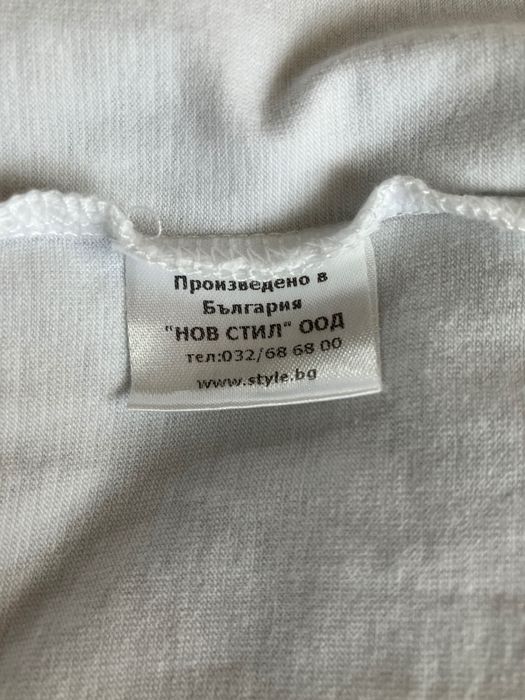 Произведено в
България
"НОВ СТИЛ" ООД
тел:032/68 68 00
www.style.bg